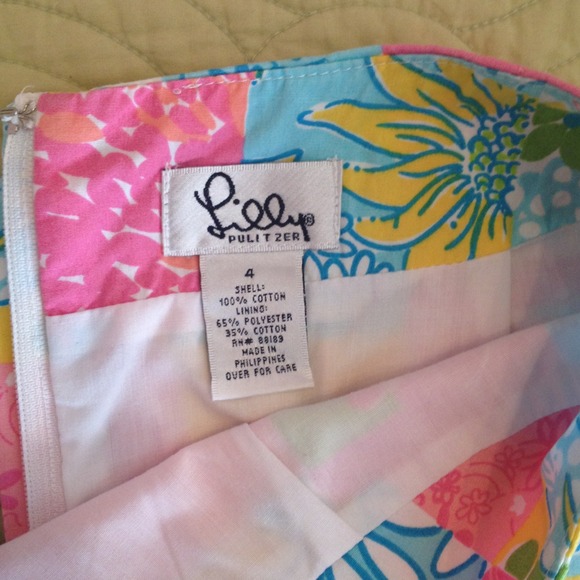 Lilly®
PULITZER
4
SHELL:
100% COTTON
LINING:
65% POLYESTER
35% COTTON
RN# 88189
MADE IN
PHILIPPINES
OVER FOR CARE